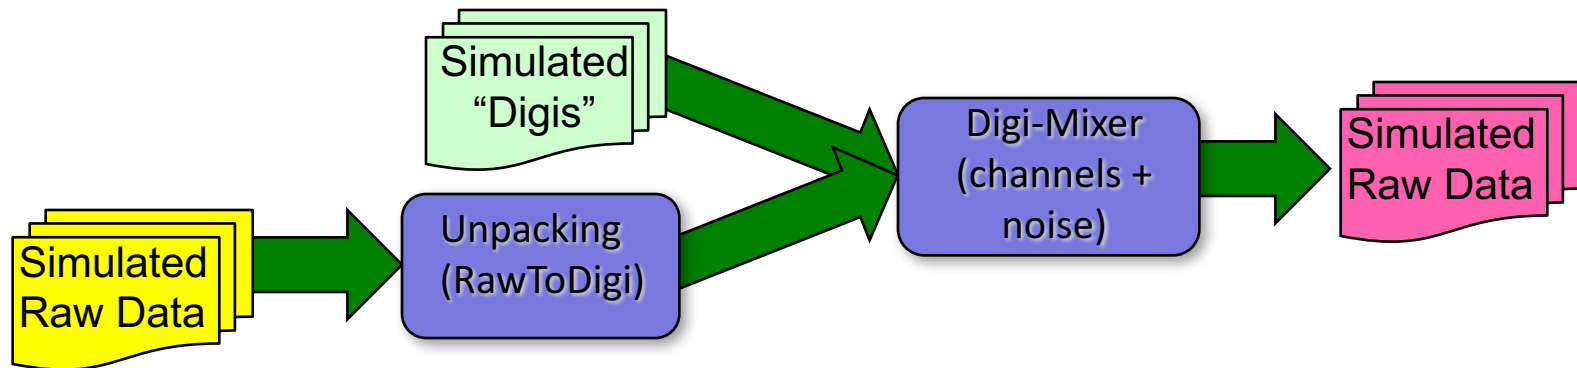 Simulated
“Digis”
Simulated
Raw Data
Unpacking
(RawToDigi)
Digi-Mixer
(channels +
noise)
Simulated
Raw Data